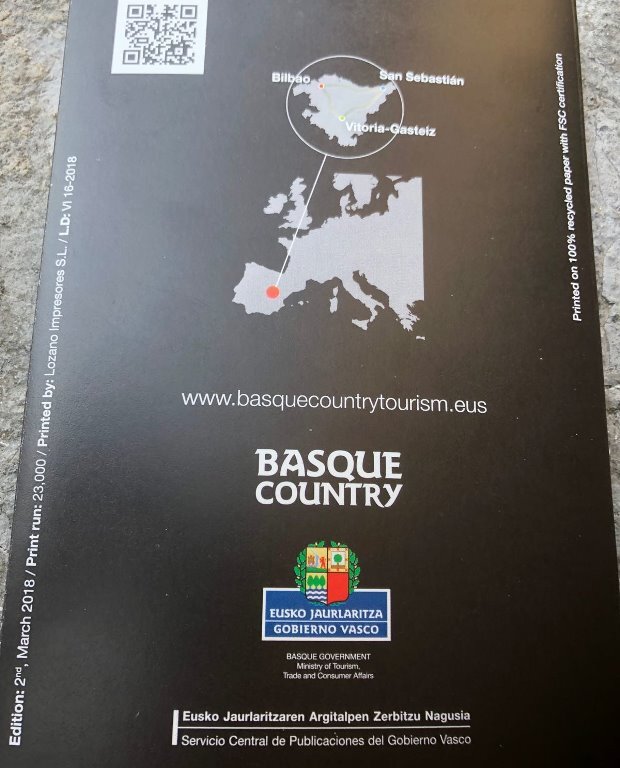 Bilbao
San Sebastián
Vitoria-Gasteiz
www.basquecountrytourism.eus
BASQUE
COUNTRY
EUSKO JAURLARITZA
GOBIERNO VASCO
BASQUE GOVERNMENT
Ministry of Tourism,
Trade and Consumer Affairs
Eusko Jaurlaritzaren Argitalpen Zerbitzu Nagusia
Servicio Central de Publicaciones del Gobierno Vasco
Edition: 2nd, March 2018 / Print run: 23,000 / Printed by: Lozano Impresores S.L. / L.D: VI 16-2018
Printed on 100% recycled paper with FSC certification